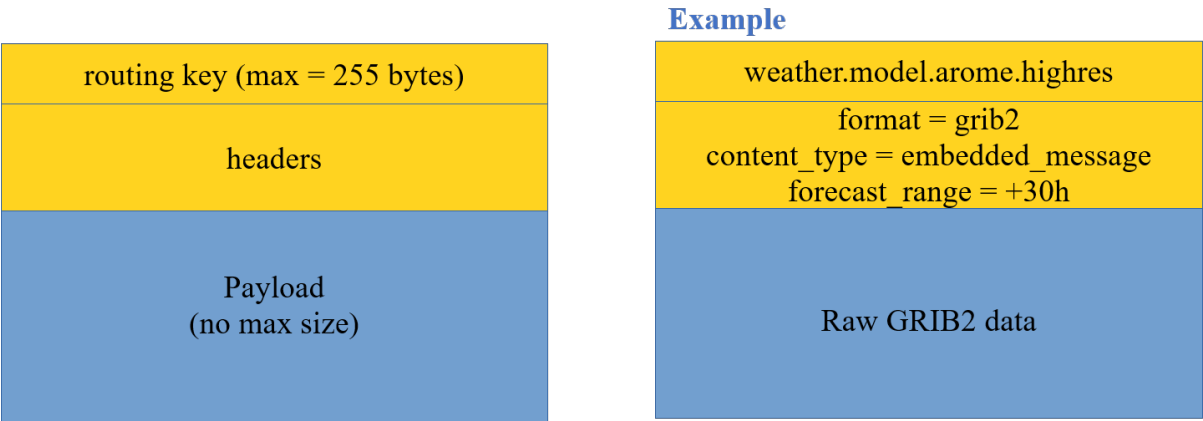 routing key (max = 255 bytes)
headers
Payload
(no max size)
Example
weather.model.arome.highres
format = grib2
content_type = embedded_message
forecast_range = +30h
Raw GRIB2 data